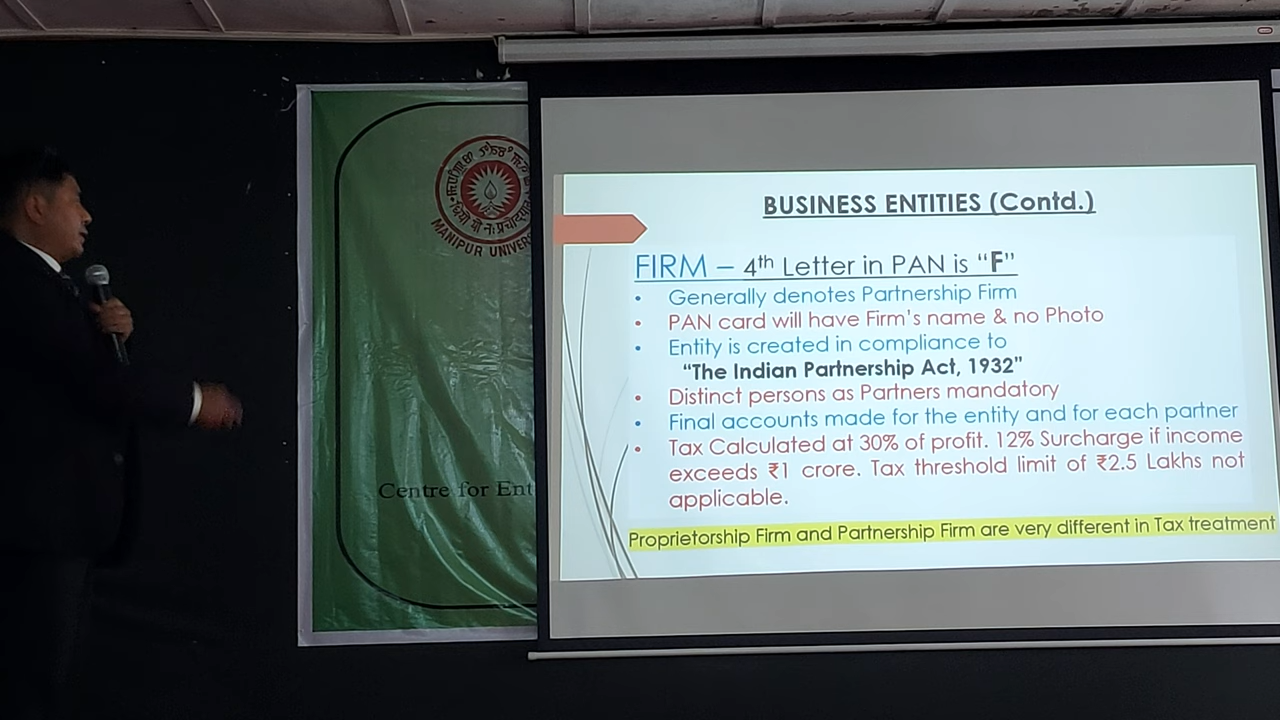 MANIPUR UNIVERS
Centre for Ent
BUSINESS ENTITIES (Contd.)
FIRM – 4th Letter in PAN is “F”
• Generally denotes Partnership Firm
• PAN card will have Firm’s name & no Photo
• Entity is created in compliance to
“The Indian Partnership Act, 1932"
• Distinct persons as Partners mandatory
• Final accounts made for the entity and for each partner
• Tax Calculated at 30% of profit. 12% Surcharge if income
exceeds ₹1 crore. Tax threshold limit of ₹2.5 Lakhs not
applicable.
Proprietorship Firm and Partnership Firm are very different in Tax treatment